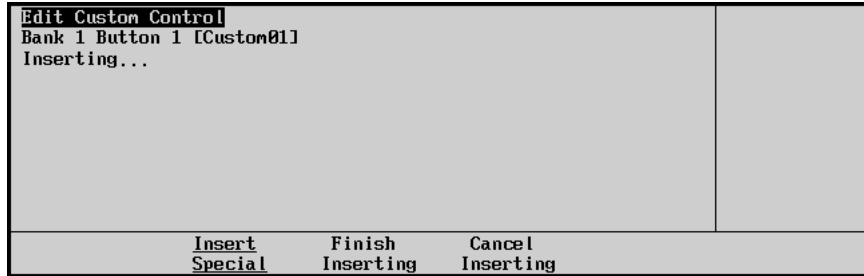 Edit Custom Control
Bank 1 Button 1 [Custom01]
Inserting...
Insert Finish Cancel
Special Inserting Inserting